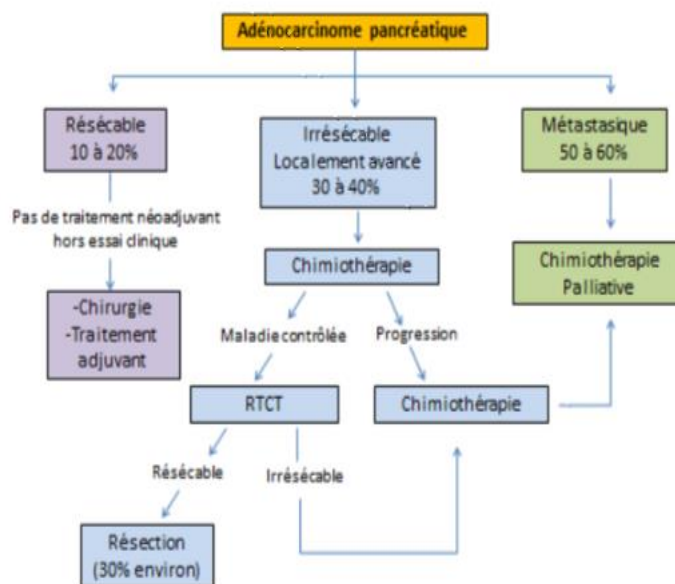 Adénocarcinome pancréatique
Résécable
10 à 20%
Irrésécable
Localement avancé
30 à 40%
Métastasique
50 à 60%
Pas de traitement néoadjuvant
hors essai clinique
Chimiothérapie
Chimiothérapie
Palliative
-Chirurgie
-Traitement
adjuvant
Maladie contrôlée
Progression
RTCT
Chimiothérapie
Résécable
Irrésécable
Résection
(30% environ)